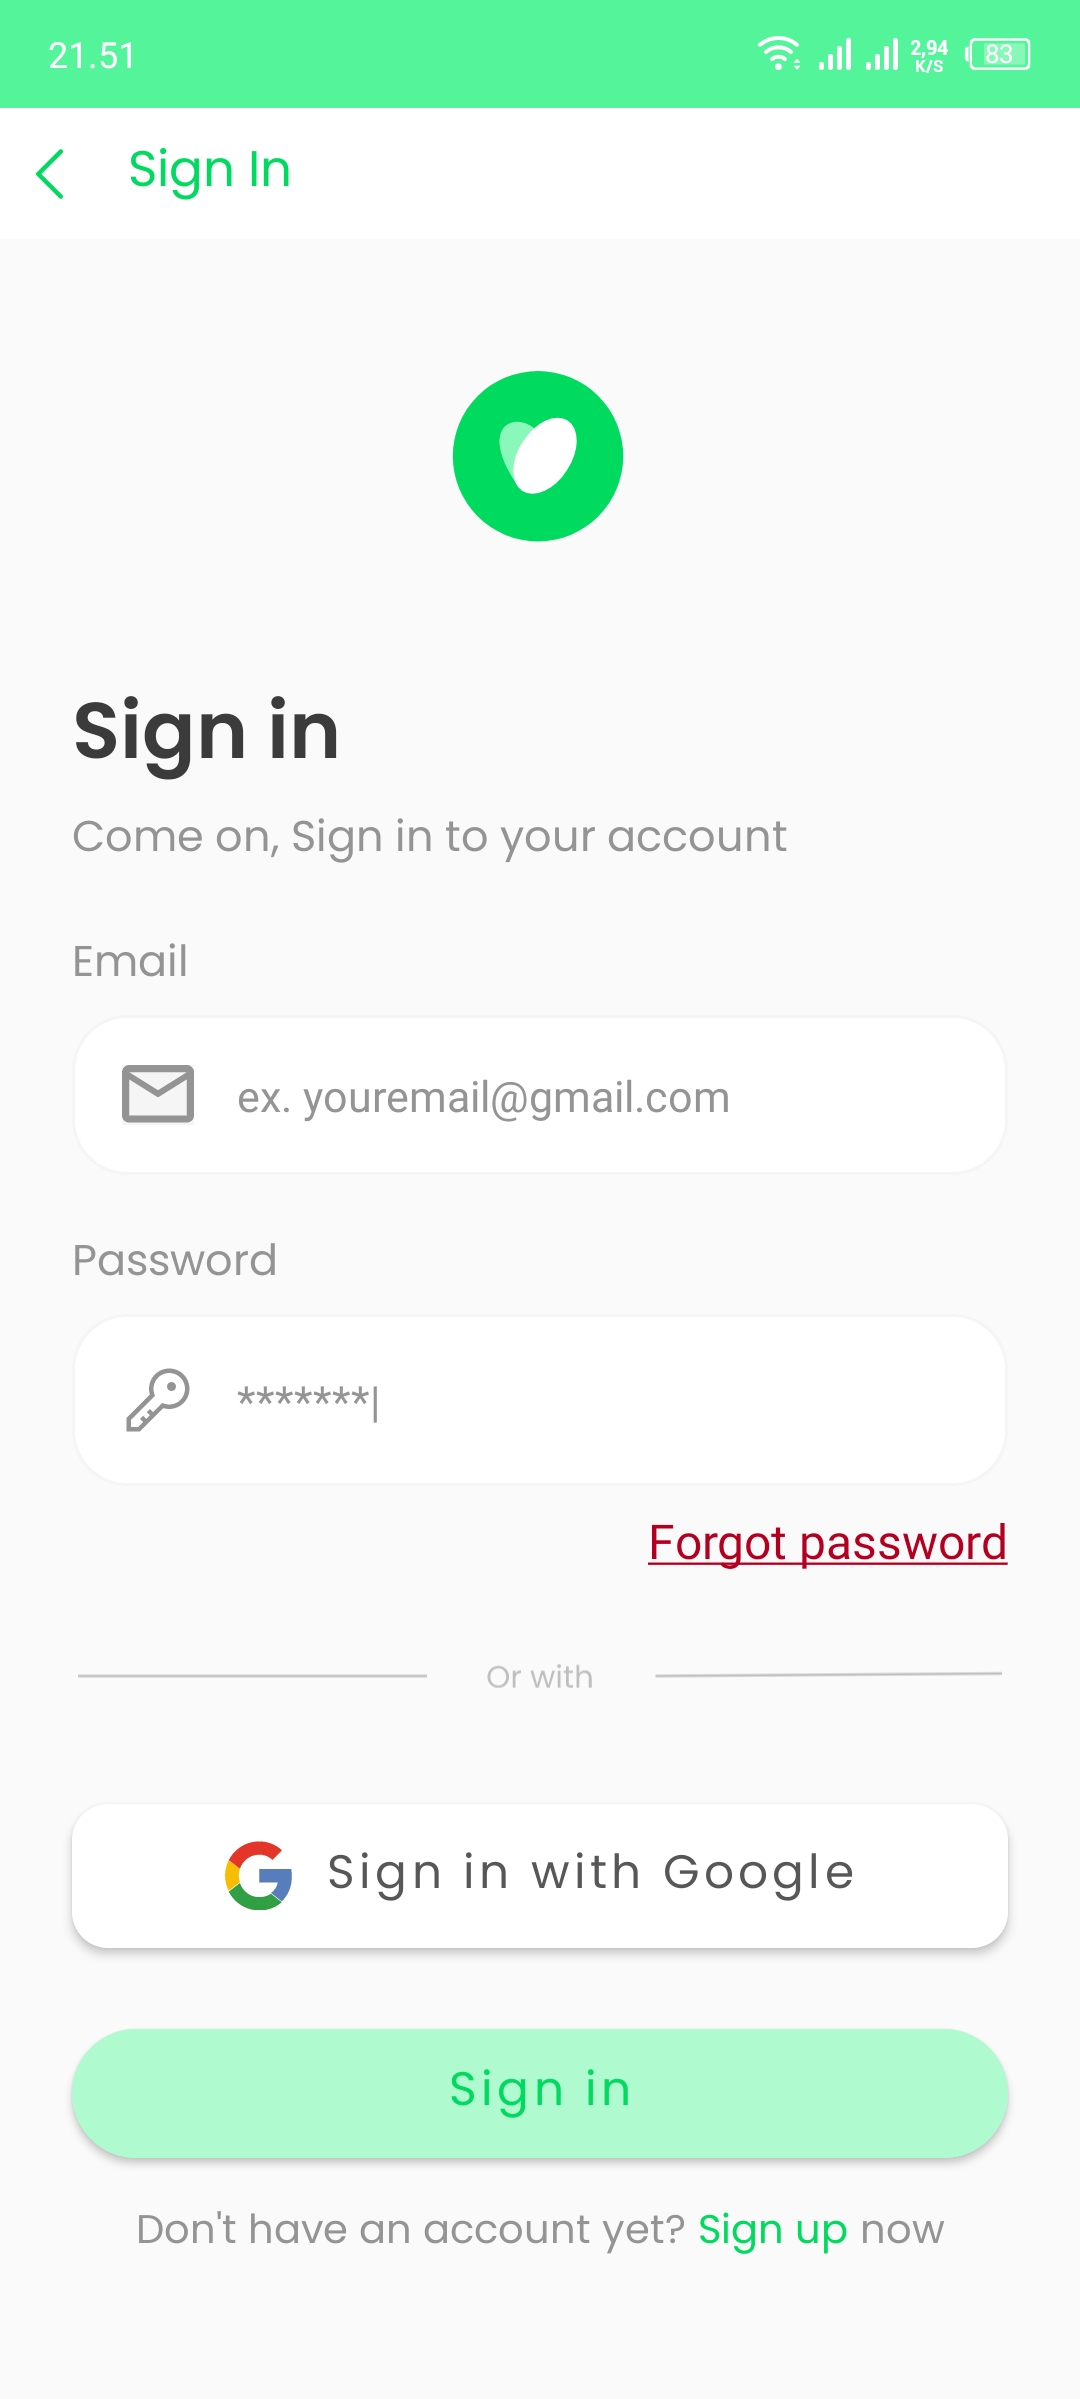 21.51
2,94
K/S
83
Sign In
Sign in
Come on, Sign in to your account
Email
ex. youremail@gmail.com
Password
*******|
Forgot password
Or with
Sign in with Google
Sign in
Don't have an account yet? Sign up now